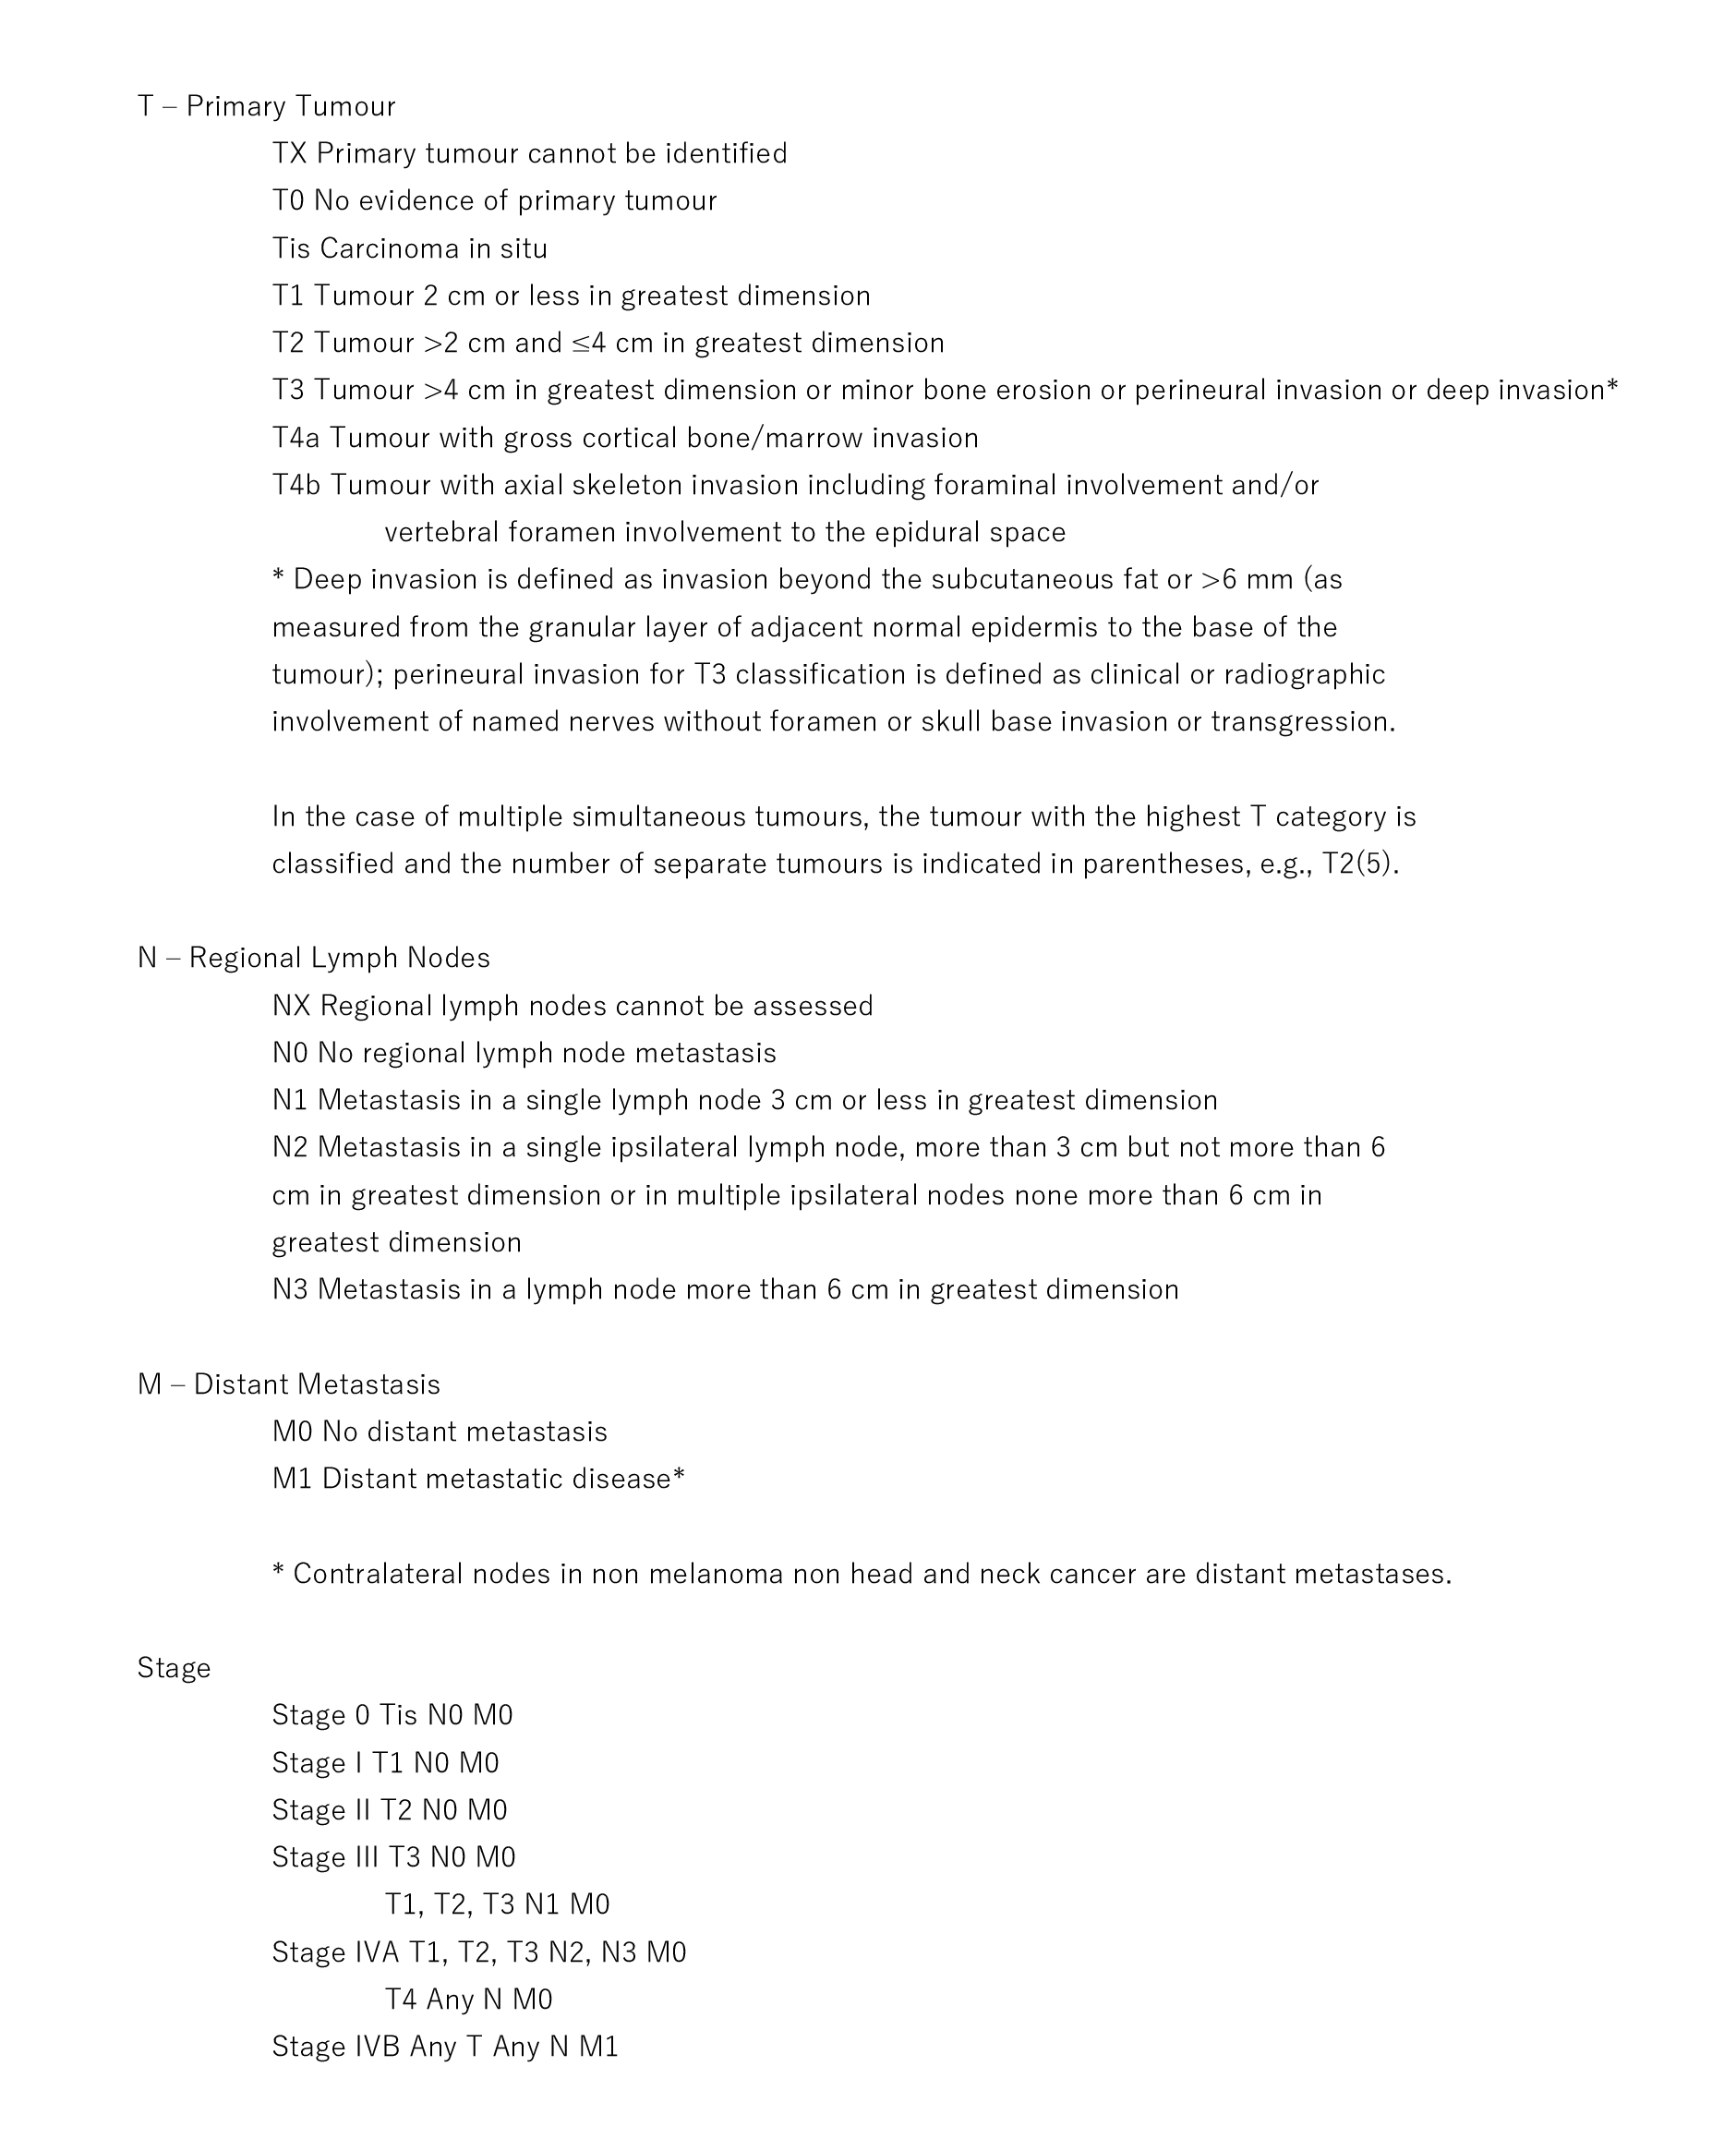 T – Primary Tumour
TX Primary tumour cannot be identified
T0 No evidence of primary tumour
Tis Carcinoma in situ
T1 Tumour 2 cm or less in greatest dimension
T2 Tumour >2 cm and ≤4 cm in greatest dimension
T3 Tumour >4 cm in greatest dimension or minor bone erosion or perineural invasion or deep invasion*
T4a Tumour with gross cortical bone/marrow invasion
T4b Tumour with axial skeleton invasion including foraminal involvement and/or
vertebral foramen involvement to the epidural space
* Deep invasion is defined as invasion beyond the subcutaneous fat or >6 mm (as
measured from the granular layer of adjacent normal epidermis to the base of the
tumour); perineural invasion for T3 classification is defined as clinical or radiographic
involvement of named nerves without foramen or skull base invasion or transgression.
In the case of multiple simultaneous tumours, the tumour with the highest T category is
classified and the number of separate tumours is indicated in parentheses, e.g., T2(5).
N – Regional Lymph Nodes
NX Regional lymph nodes cannot be assessed
N0 No regional lymph node metastasis
N1 Metastasis in a single lymph node 3 cm or less in greatest dimension
N2 Metastasis in a single ipsilateral lymph node, more than 3 cm but not more than 6
cm in greatest dimension or in multiple ipsilateral nodes none more than 6 cm in
greatest dimension
N3 Metastasis in a lymph node more than 6 cm in greatest dimension
M – Distant Metastasis
M0 No distant metastasis
M1 Distant metastatic disease*
* Contralateral nodes in non melanoma non head and neck cancer are distant metastases.
Stage
Stage 0 Tis N0 M0
Stage I T1 N0 M0
Stage II T2 N0 M0
Stage III T3 N0 M0
T1, T2, T3 N1 M0
Stage IVA T1, T2, T3 N2, N3 M0
T4 Any N M0
Stage IVB Any T Any N M1